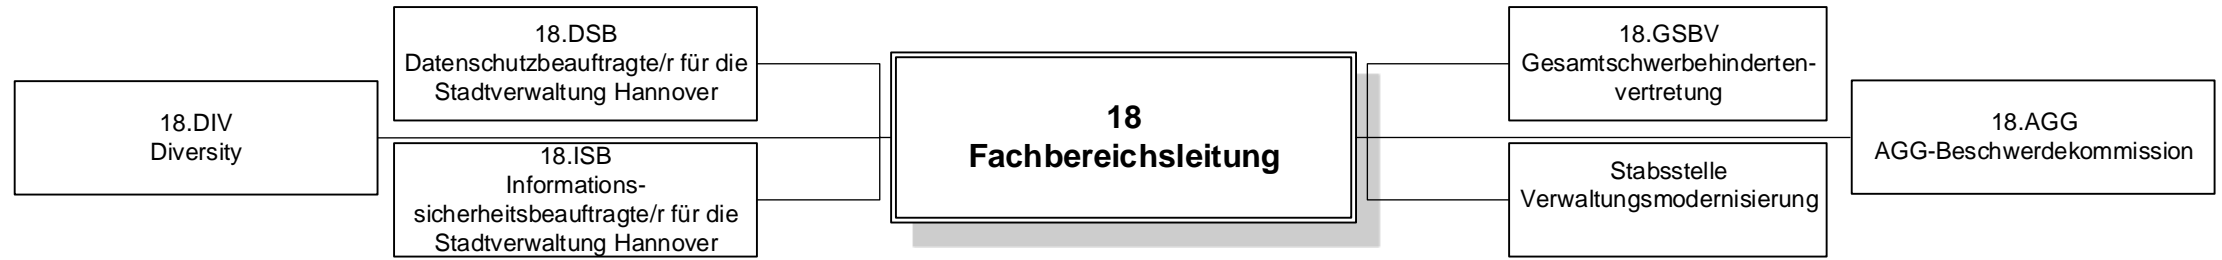 18.DIV
Diversity
18.DSB
Datenschutzbeauftragte/r für die
Stadtverwaltung Hannover
18.ISB
Informations-
sicherheitsbeauftragte/r für die
Stadtverwaltung Hannover
18
Fachbereichsleitung
18.GSBV
Gesamtschwerbehinderten-
vertretung
Stabsstelle
Verwaltungsmodernisierung
18.AGG
AGG-Beschwerdekommission